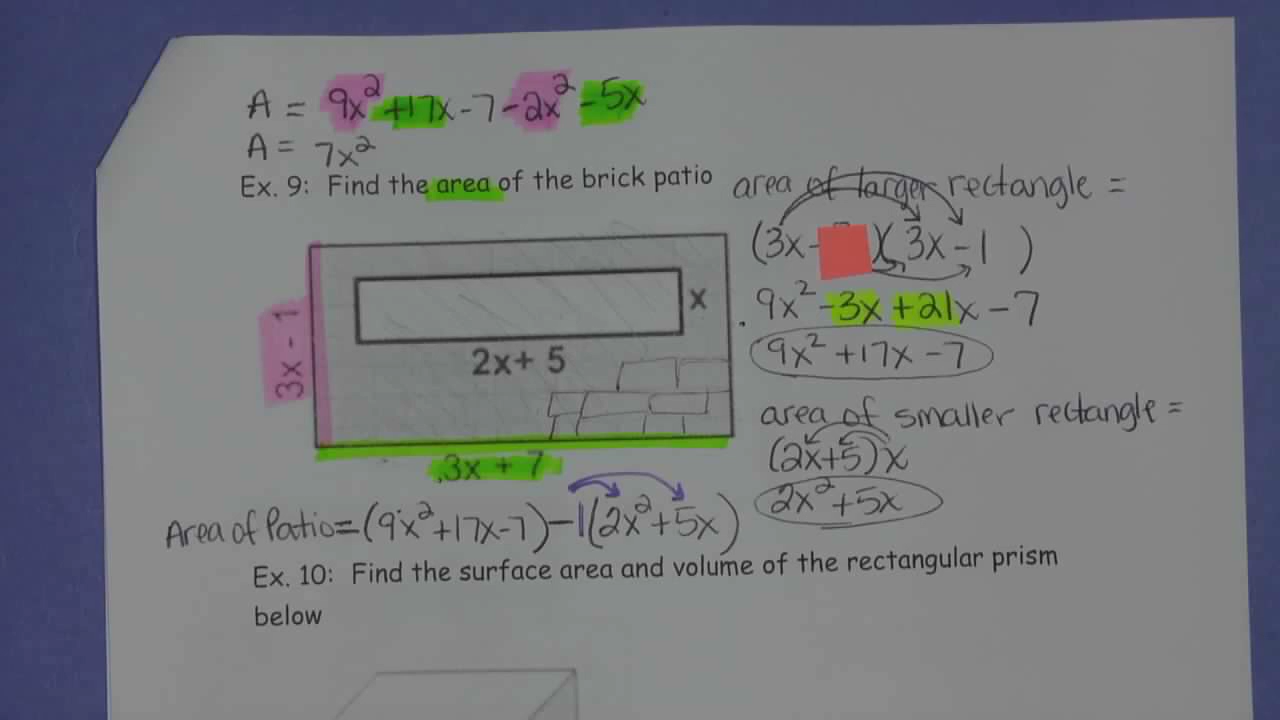 A = 9x² +17x - 7 - 2x² - 5x
A = 7x²
Ex. 9: Find the area of the brick patio
area of larger rectangle =
(3x- )(3x - 1 )
9x² -3x +21x - 7
9x² +17x - 7
x
2x+ 5
3x - 1
3x + 7
area of smaller rectangle =
(2x+5)x
2x²+5x
Area of Patio=(9x²+17x-7)-1(2x²+5x)
Ex. 10: Find the surface area and volume of the rectangular prism
below